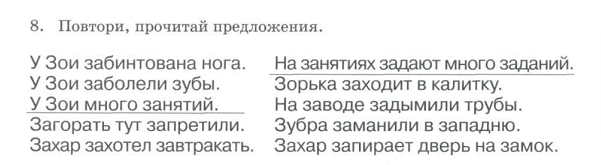 8. Повтори, прочитай предложения.
У Зои забинтована нога.
У Зои заболели зубы.
У Зои много занятий.
Загорать тут запретили.
Захар захотел завтракать.
На занятиях задают много заданий.
Зорька заходит в калитку.
На заводе задымили трубы.
Зубра заманили в западню.
Захар запирает дверь на замок.